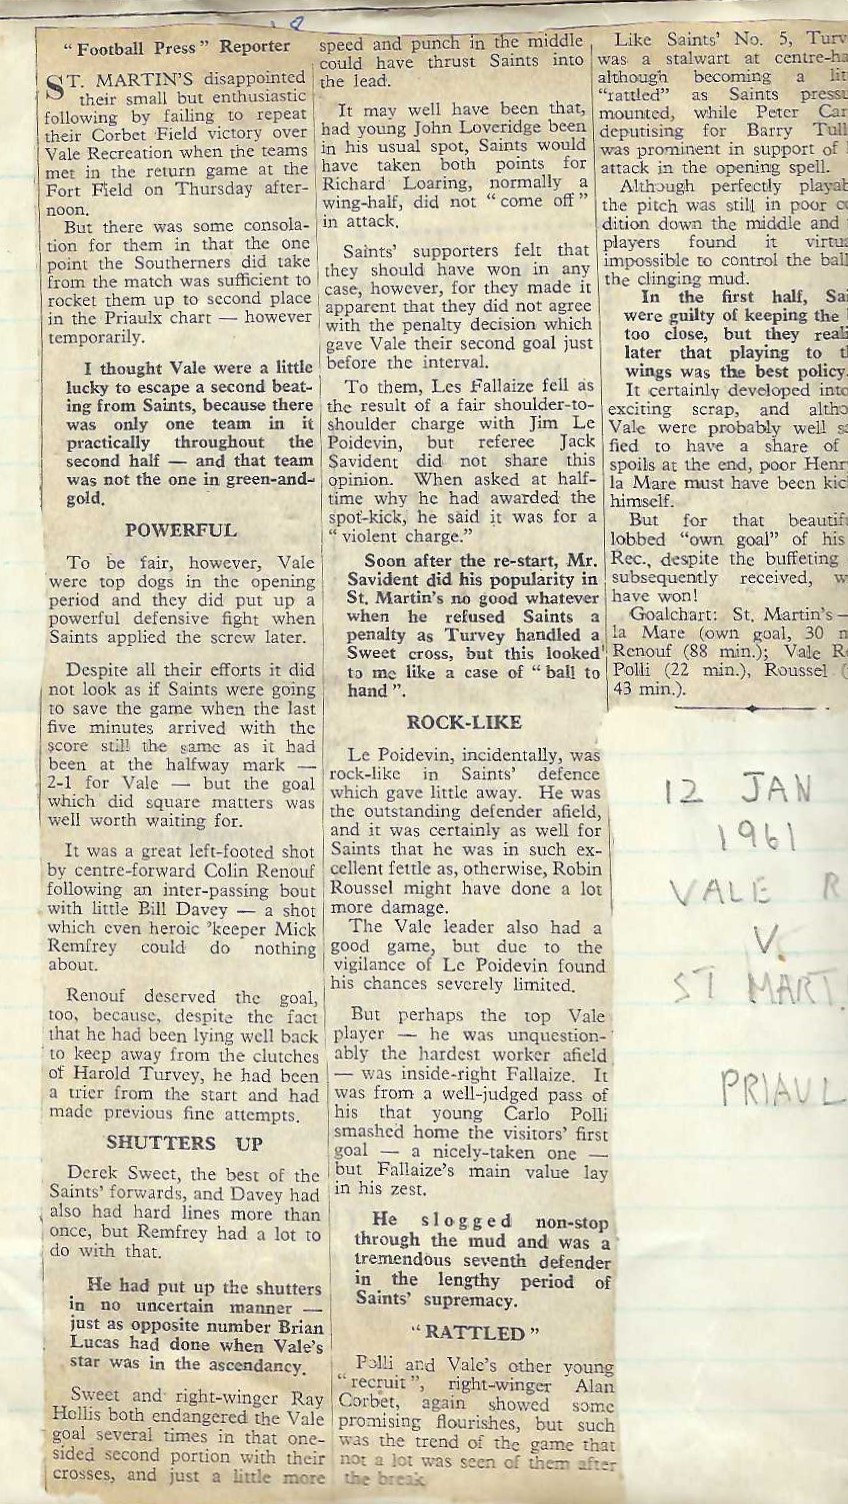 "Football Press" Reporter
ST. MARTIN'S disappointed
their small but enthusiastic
following by failing to repeat
their Corbet Field victory over
Vale Recreation when the teams
met in the return game at the
Fort Field on Thursday after-
noon.
But there was some consola-
tion for them in that the one
point the Southerners did take
from the match was sufficient to
rocket them up to second place
in the Priaulx chart — however
temporarily.
I thought Vale were a little
lucky to escape a second beat-
ing from Saints, because there
was only one team in it
practically throughout the
second half — and that team
was not the one in green-and-
gold.
POWERFUL
To be fair, however, Vale
were top dogs in the opening
period and they did put up a
powerful defensive fight when
Saints applied the screw later.
Despite all their efforts it did
not look as if Saints were going
to save the game when the last
five minutes arrived with the
score still the same as it had
been at the halfway mark —
2-1 for Vale — but the goal
which did square matters was
well worth waiting for.
It was a great left-footed shot
by centre-forward Colin Renouf
following an inter-passing bout
with little Bill Davey — a shot
which even heroic 'keeper Mick
Remfrey could do nothing
about.
Renouf deserved the goal,
too, because, despite the fact
that he had been lying well back
to keep away from the clutches
of Harold Turvey, he had been
a trier from the start and had
made previous fine attempts.
SHUTTERS UP
Derek Sweet, the best of the
Saints' forwards, and Davey had
also had hard lines more than
once, but Remfrey had a lot to
do with that.
He had put up the shutters
in no uncertain manner —
just as opposite number Brian
Lucas had done when Vale's
star was in the ascendancy.
Sweet and right-winger Ray
Hollis both endangered the Vale
goal several times in that one-
sided second portion with their
crosses, and just a little more
speed and punch in the middle
could have thrust Saints into
the lead.
It may well have been that,
had young John Loveridge been
in his usual spot, Saints would
have taken both points for
Richard Loaring, normally a
wing-half, did not "come off"
in attack.
Saints' supporters felt that
they should have won in any
case, however, for they made it
apparent that they did not agree
with the penalty decision which
gave Vale their second goal just
before the interval.
To them, Les Fallaize fell as
the result of a fair shoulder-to-
shoulder charge with Jim Le
Poidevin, but referee Jack
Savident did not share this
opinion. When asked at half-
time why he had awarded the
spot-kick, he said it was for a
"violent charge."
Soon after the re-start, Mr.
Savident did his popularity in
St. Martin's no good whatever
when he refused Saints a
penalty as Turvey handled a
Sweet cross, but this looked
to me like a case of "ball to
hand".
ROCK-LIKE
Le Poidevin, incidentally, was
rock-like in Saints' defence
which gave little away. He was
the outstanding defender afield,
and it was certainly as well for
Saints that he was in such ex-
cellent fettle as, otherwise, Robin
Roussel might have done a lot
more damage.
The Vale leader also had a
good game, but due to the
vigilance of Le Poidevin found
his chances severely limited.
But perhaps the top Vale
player — he was unquestion-
ably the hardest worker afield
— was inside-right Fallaize. It
was from a well-judged pass of
his that young Carlo Polli
smashed home the visitors' first
goal — a nicely-taken one —
but Fallaize's main value lay
in his zest.
He slogged non-stop
through the mud and was a
tremendous seventh defender
in the lengthy period of
Saints' supremacy.
"RATTLED"
Polli and Vale's other young
"recruit", right-winger Alan
Corbet, again showed some
promising flourishes, but such
was the trend of the game that
not a lot was seen of them after
the break
Like Saints' No. 5, Turv
was a stalwart at centre-ha
although becoming a lit
"rattled" as Saints pressu
mounted, while Peter Car
deputising for Barry Tull
was prominent in support of
attack in the opening spell.
Although perfectly playab
the pitch was still in poor co
dition down the middle and
players found it virtu
impossible to control the ball
the clinging mud.
In the first half, Sai
were guilty of keeping the
too close, but they reali
later that playing to t
wings was the best policy.
It certainly developed into
exciting scrap, and altho
Vale were probably well s
fied to have a share of
spoils at the end, poor Henr
la Mare must have been kic
himself.
But for that beautifu
lobbed "own goal" of his
Rec., despite the buffeting
subsequently received, w
have won!
Goalchart: St. Martin's—
la Mare (own goal, 30 m
Renouf (88 min.); Vale R
Polli (22 min.), Roussel (
43 min.).
12 JAN
1961
VALE R
V.
ST MART
PRIAUL